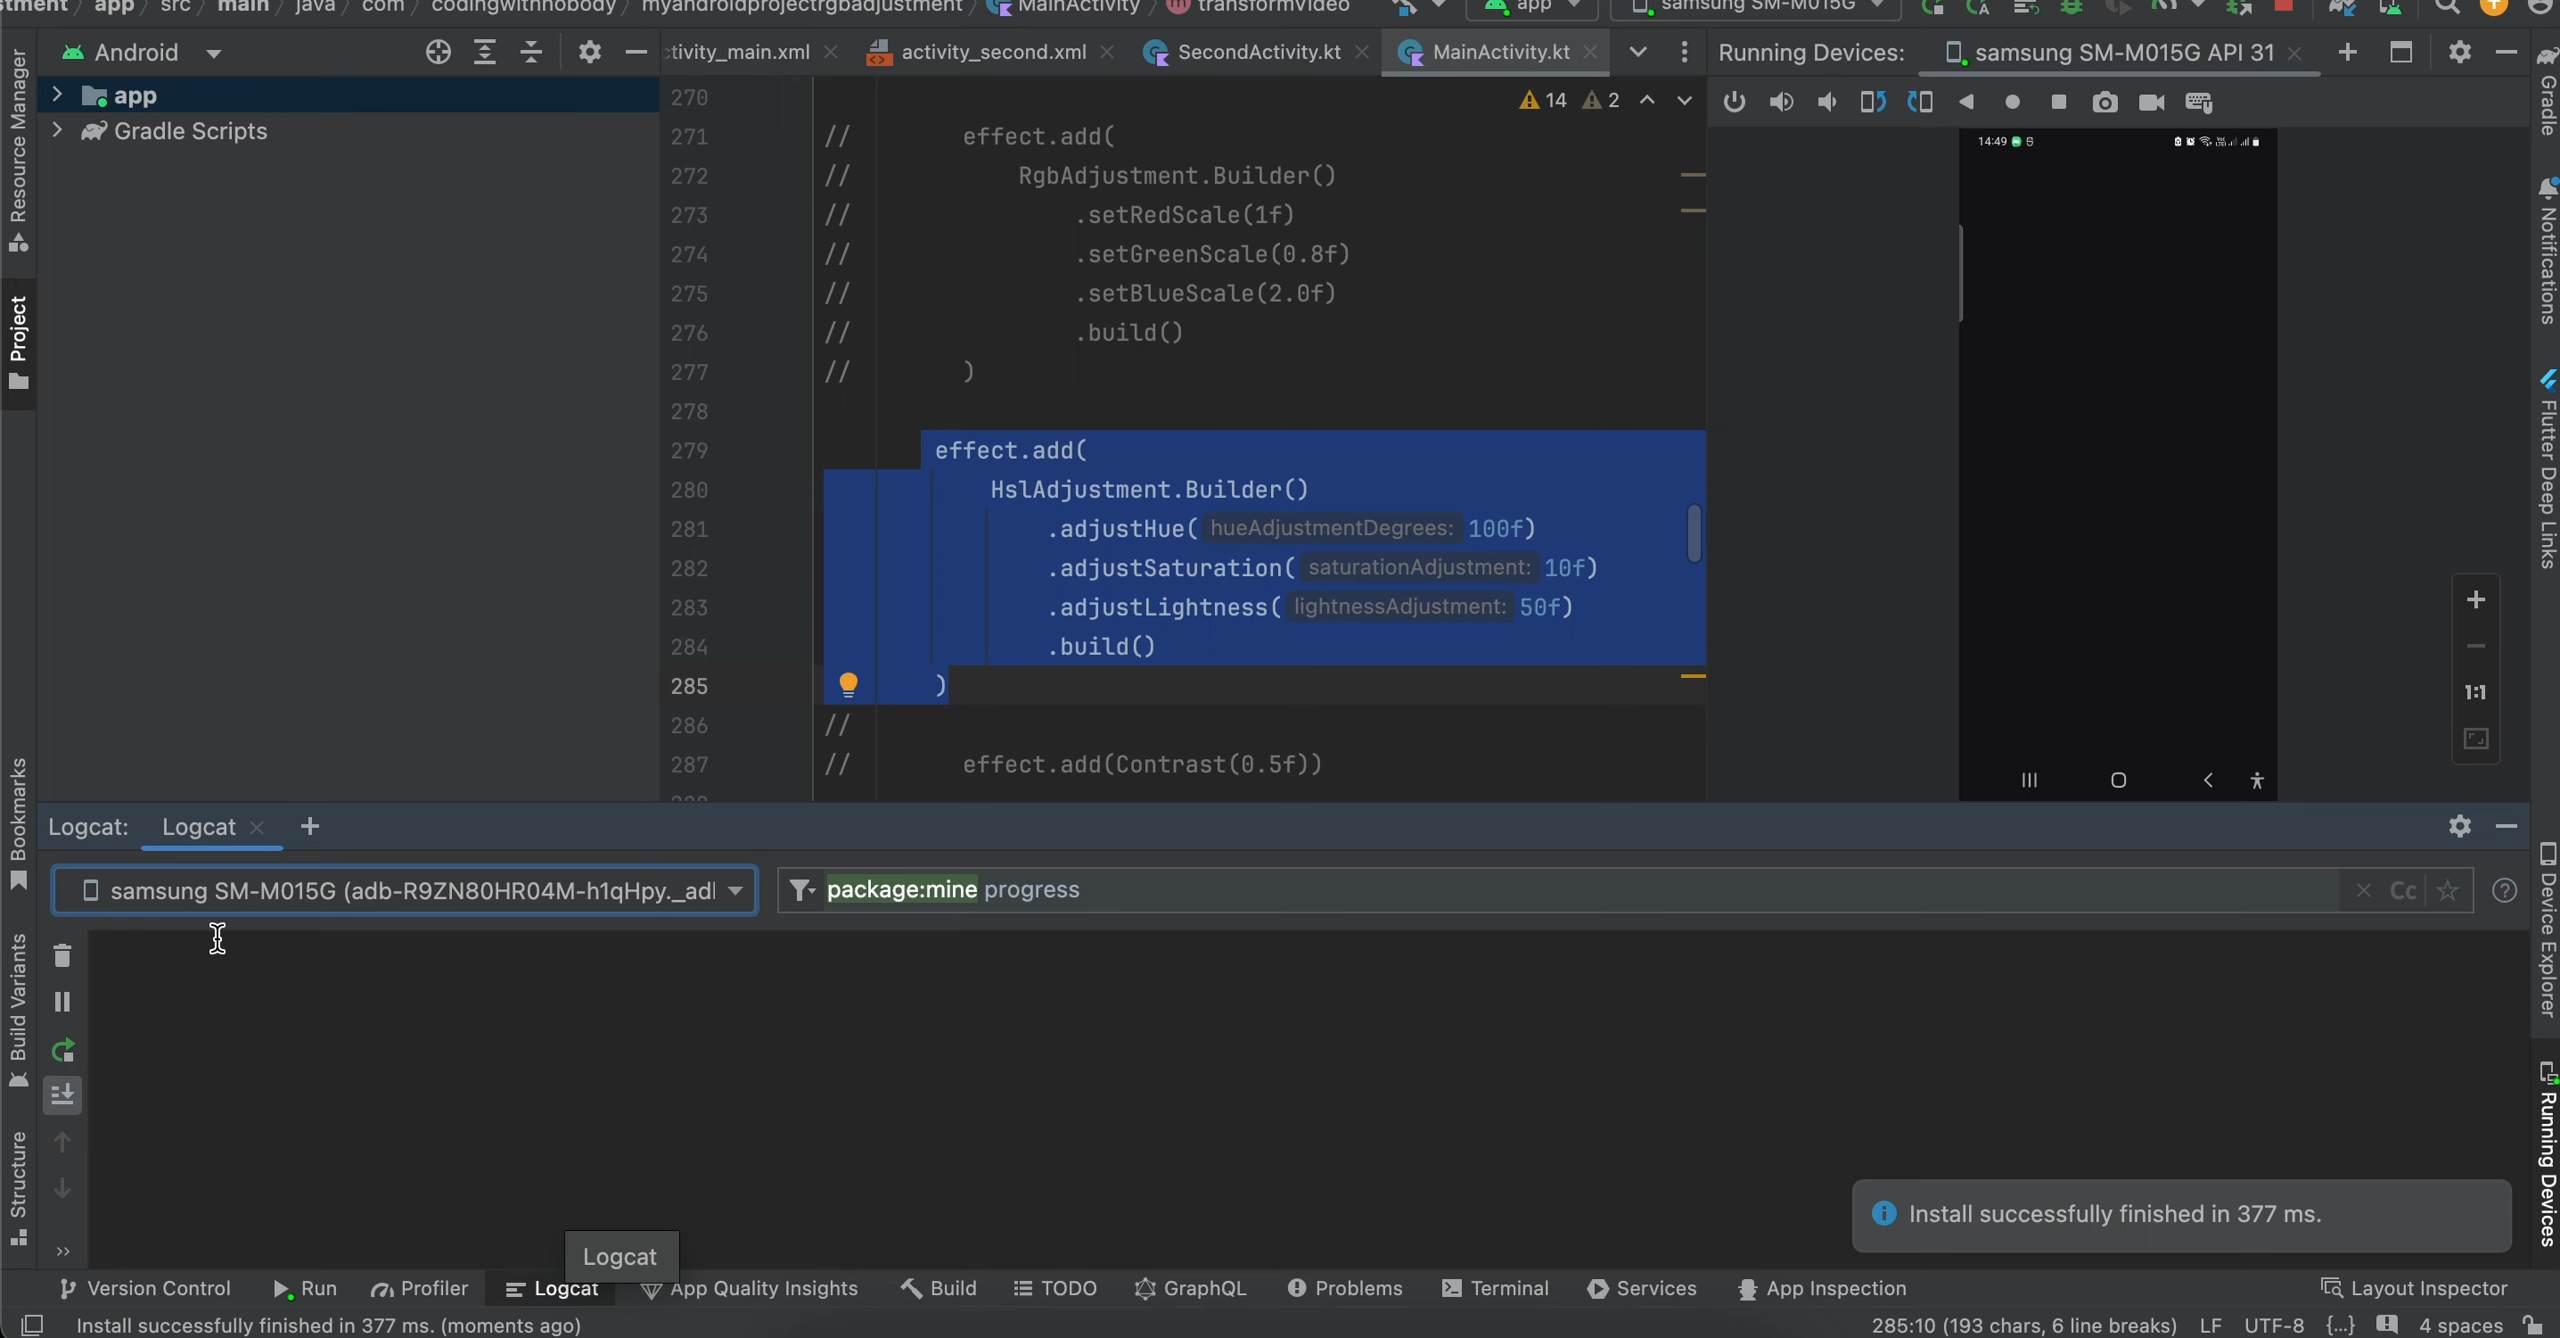 stment app src main java com codingwithnobody myandroidprojectrgbadjustment MainActivity transformVideo app samsung SM-M015G
Android
tivity_main.xml activity_second.xml SecondActivity.kt MainActivity.kt
Running Devices: samsung SM-M015G API 31
app
Gradle Scripts
14 2
14:49
270
271 // effect.add(
272 // RgbAdjustment.Builder()
273 // .setRedScale(1f)
274 // .setGreenScale(0.8f)
275 // .setBlueScale(2.0f)
276 // .build()
277 // )
278
279 effect.add(
280 HslAdjustment.Builder()
281 .adjustHue( hueAdjustmentDegrees: 100f)
282 .adjustSaturation( saturationAdjustment: 10f)
283 .adjustLightness( lightnessAdjustment: 50f)
284 .build()
285 )
286 //
287 // effect.add(Contrast(0.5f))
1:1
Resource Manager
Project
Bookmarks
Build Variants
Structure
Gradle
Notifications
Flutter Deep Links
Device Explorer
Running Devices
Logcat: Logcat
samsung SM-M015G (adb-R9ZN80HR04M-h1qHpy._adl
package:mine progress
Cc
Install successfully finished in 377 ms.
Logcat
Version Control Run Profiler Logcat App Quality Insights Build TODO GraphQL Problems Terminal Services App Inspection Layout Inspector
Install successfully finished in 377 ms. (moments ago)
285:10 (193 chars, 6 line breaks) LF UTF-8 {...} 4 spaces